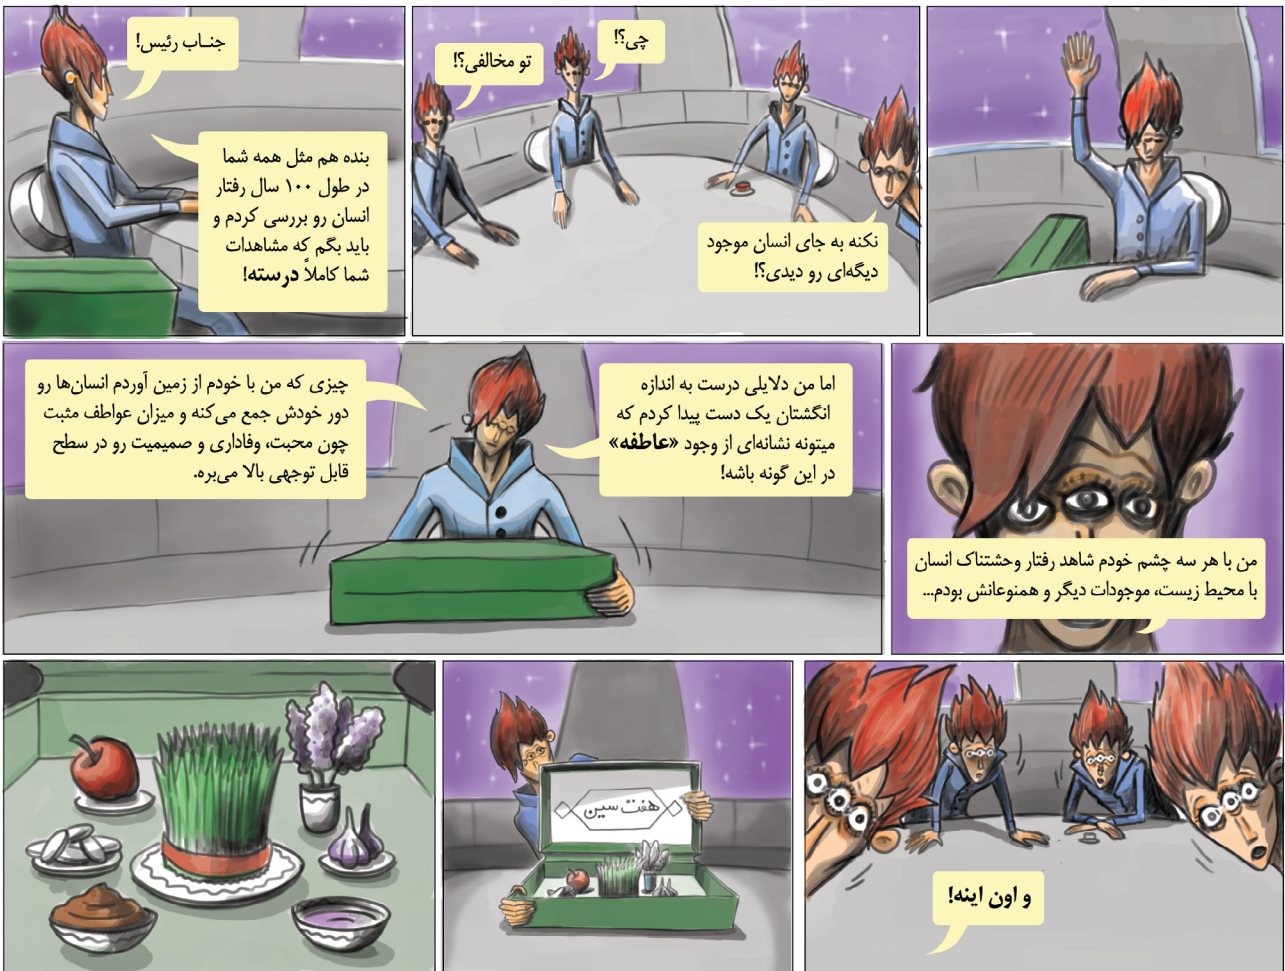 چی؟!
تو مخالفی؟!
نکنه به جای انسان موجود
دیگه‌ای رو دیدی؟!
جنـاب رئیس!
بنده هم مثل همه شما
در طول ۱۰۰ سال رفتار
انسان رو بررسی کردم و
باید بگم که مشاهدات
شما کاملاً درسته!
من با هر سه چشم خودم شاهد رفتار وحشتناک انسان
با محیط زیست، موجودات دیگر و همنوعانش بودم...
اما من دلایلی درست به اندازه
انگشتان یک دست پیدا کردم که
میتونه نشانه‌ای از وجود «عاطفه»
در این گونه باشه!
چیزی که من با خودم از زمین آوردم انسان‌ها رو
دور خودش جمع می‌کنه و میزان عواطف مثبت
چون محبت، وفاداری و صمیمیت رو در سطح
قابل توجهی بالا می‌بره.
و اون اینه!
هفت سین